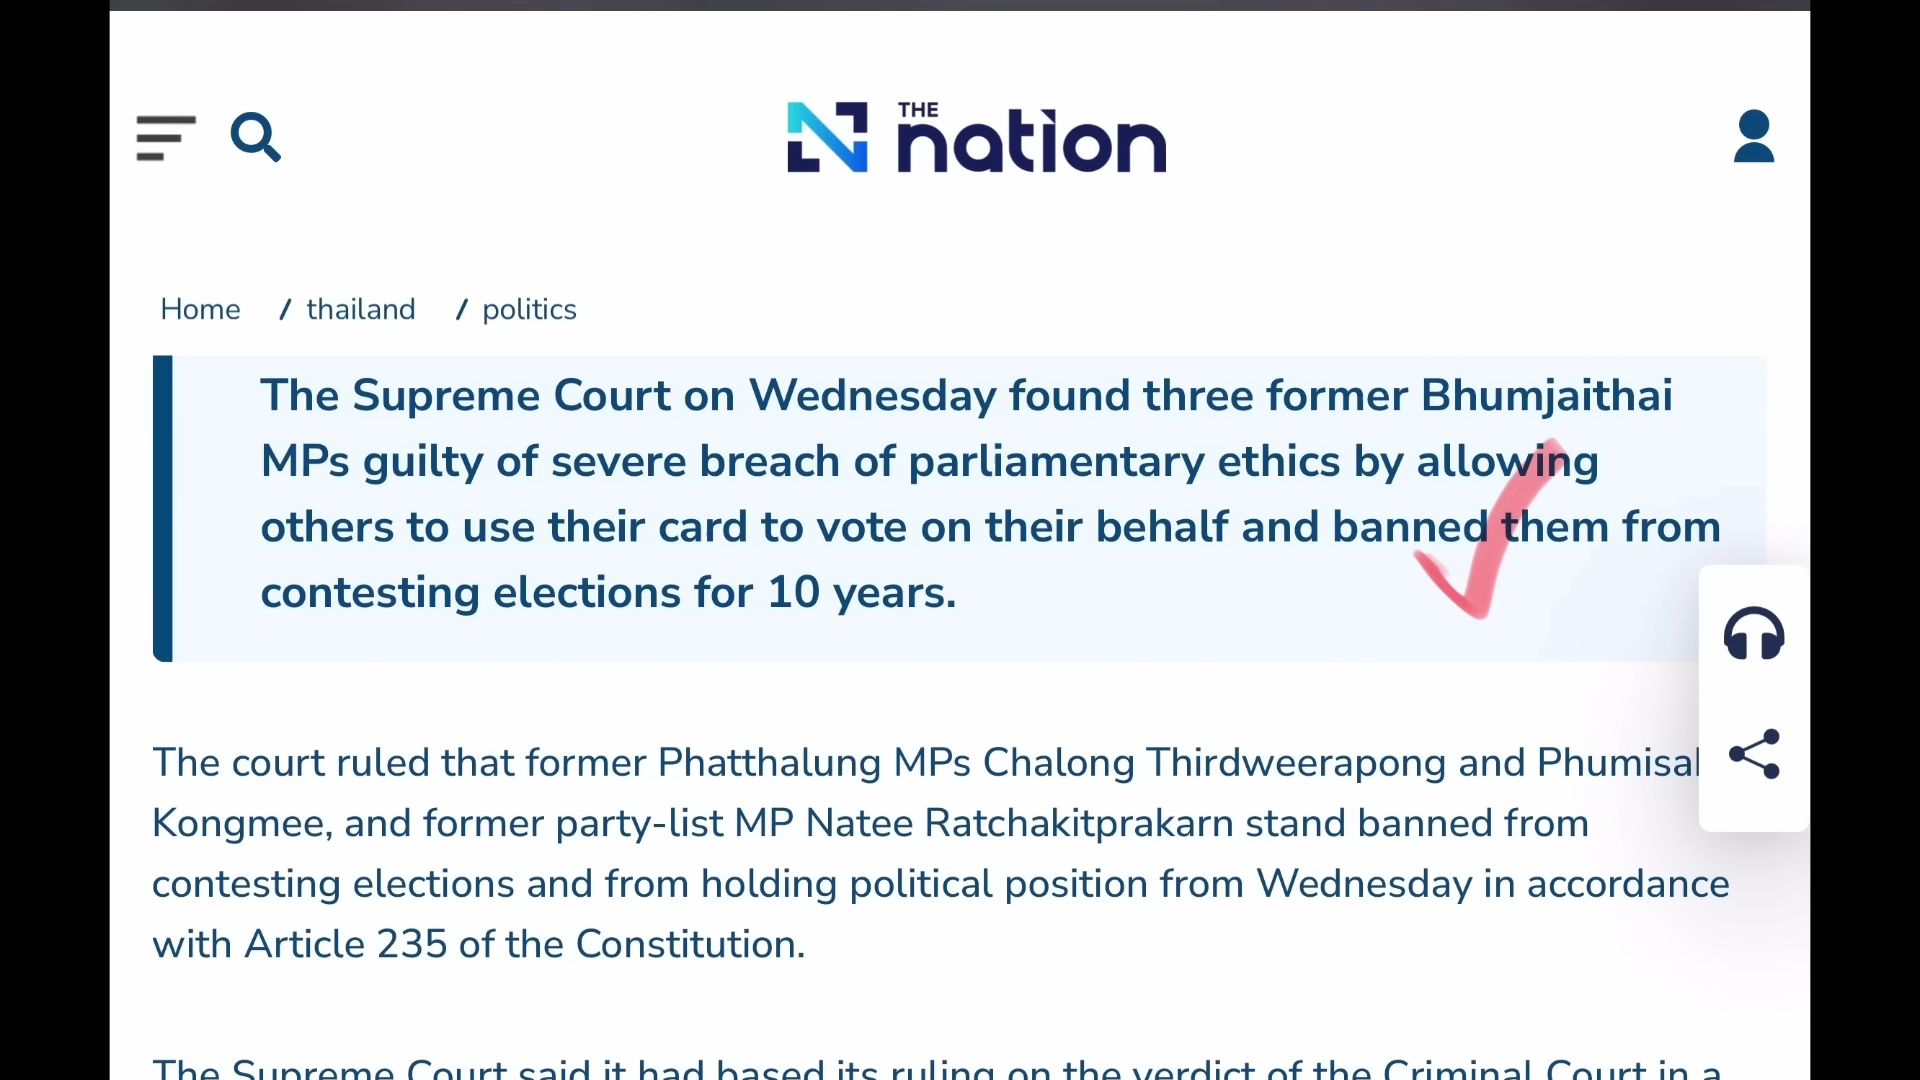 THE
nation
Home / thailand / politics
The Supreme Court on Wednesday found three former Bhumjaithai
MPs guilty of severe breach of parliamentary ethics by allowing
others to use their card to vote on their behalf and banned them from
contesting elections for 10 years.
The court ruled that former Phatthalung MPs Chalong Thirdweerapong and Phumisal
Kongmee, and former party-list MP Natee Ratchakitprakarn stand banned from
contesting elections and from holding political position from Wednesday in accordance
with Article 235 of the Constitution.
The Supreme Court said it had based its ruling on the verdict of the Criminal Court in a